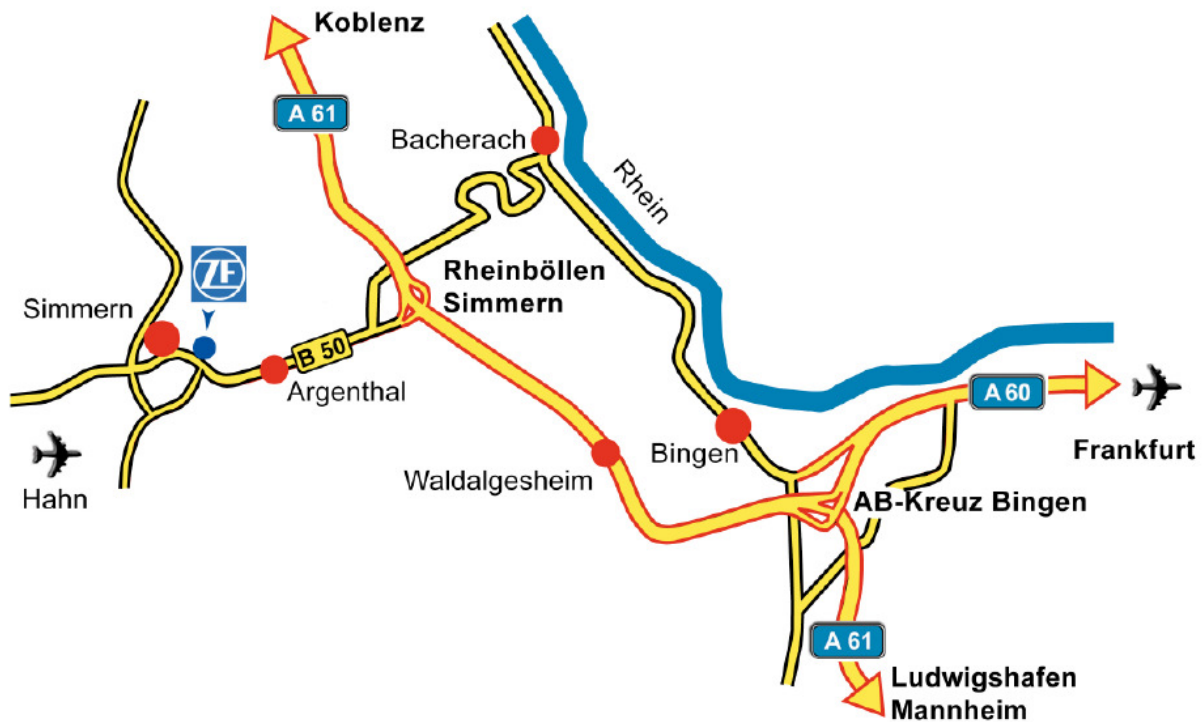 Koblenz
A 61
Bacherach
Rhein
ZF
Rheinböllen
Simmern
Simmern
B 50
Argenthal
A 60
Bingen
Frankfurt
Waldalgesheim
Hahn
AB-Kreuz Bingen
A 61
Ludwigshafen
Mannheim